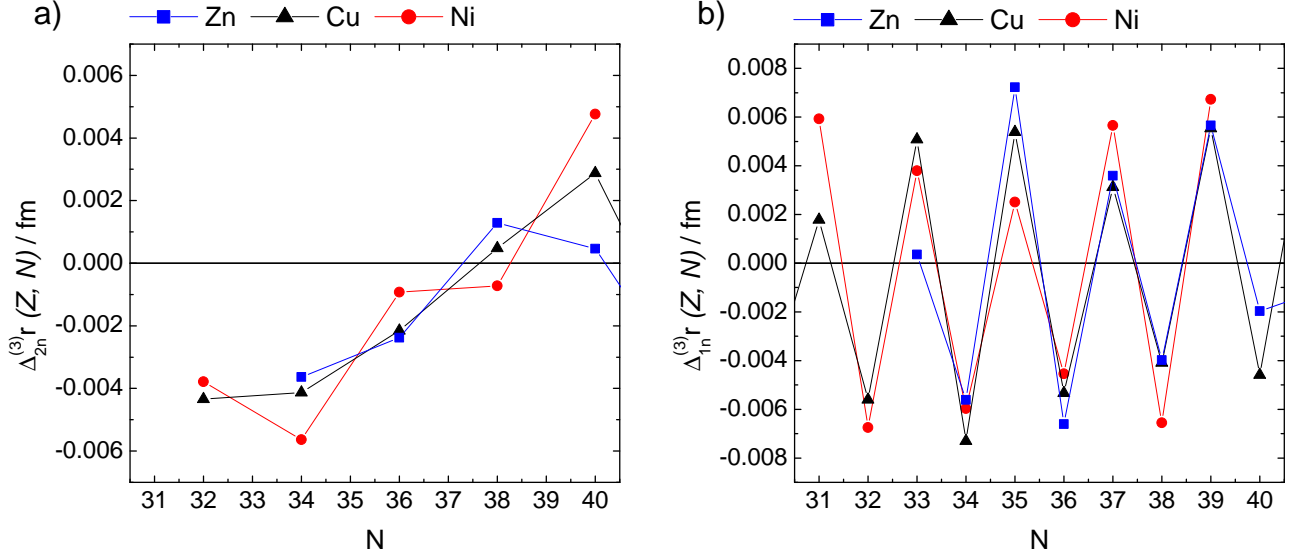 a)
Zn Cu Ni
0.006
0.004
0.002
0.000
-0.002
-0.004
-0.006
Δ₂ₙ⁽³⁾r (Z, N) / fm
31 32 33 34 35 36 37 38 39 40
N
b)
Zn Cu Ni
0.008
0.006
0.004
0.002
0.000
-0.002
-0.004
-0.006
-0.008
Δ₁ₙ⁽³⁾r (Z, N) / fm
31 32 33 34 35 36 37 38 39 40
N